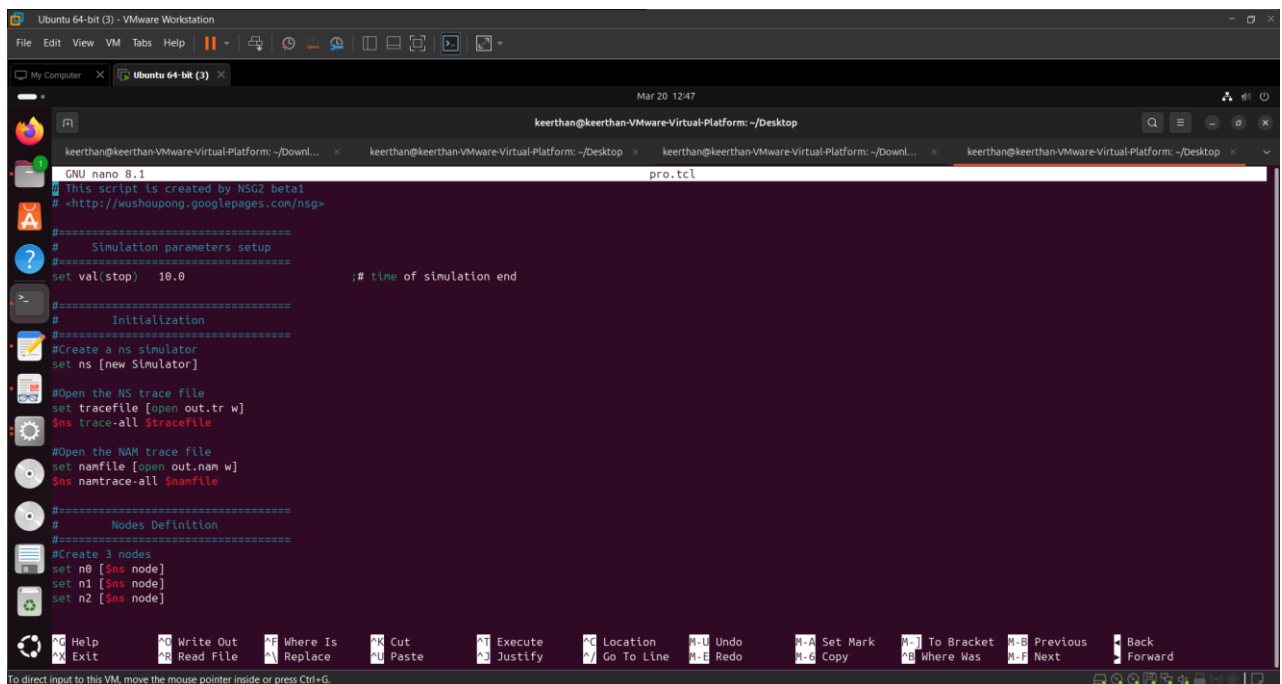 Ubuntu 64-bit (3) - VMware Workstation
File Edit View VM Tabs Help
My Computer Ubuntu 64-bit (3)
Mar 20 12:47
keerthan@keerthan-VMware-Virtual-Platform: ~/Desktop
keerthan@keerthan-VMware-Virtual-Platform: ~/Downl... keerthan@keerthan-VMware-Virtual-Platform: ~/Desktop keerthan@keerthan-VMware-Virtual-Platform: ~/Downl... keerthan@keerthan-VMware-Virtual-Platform: ~/Desktop
GNU nano 8.1 pro.tcl
# This script is created by NSG2 beta1
# <http://wushoupong.googlepages.com/nsg>
#===================================
#     Simulation parameters setup
#===================================
set val(stop)   10.0                         ;# time of simulation end
#===================================
#        Initialization
#===================================
#Create a ns simulator
set ns [new Simulator]
#Open the NS trace file
set tracefile [open out.tr w]
$ns trace-all $tracefile
#Open the NAM trace file
set namfile [open out.nam w]
$ns namtrace-all $namfile
#===================================
#        Nodes Definition
#===================================
#Create 3 nodes
set n0 [$ns node]
set n1 [$ns node]
set n2 [$ns node]
^G Help ^O Write Out ^F Where Is ^K Cut ^T Execute ^C Location M-U Undo M-A Set Mark M-] To Bracket M-B Previous ◂ Back
^X Exit ^R Read File ^\ Replace ^U Paste ^J Justify ^/ Go To Line M-E Redo M-6 Copy ^B Where Was M-F Next ▸ Forward
To direct input to this VM, move the mouse pointer inside or press Ctrl+G.